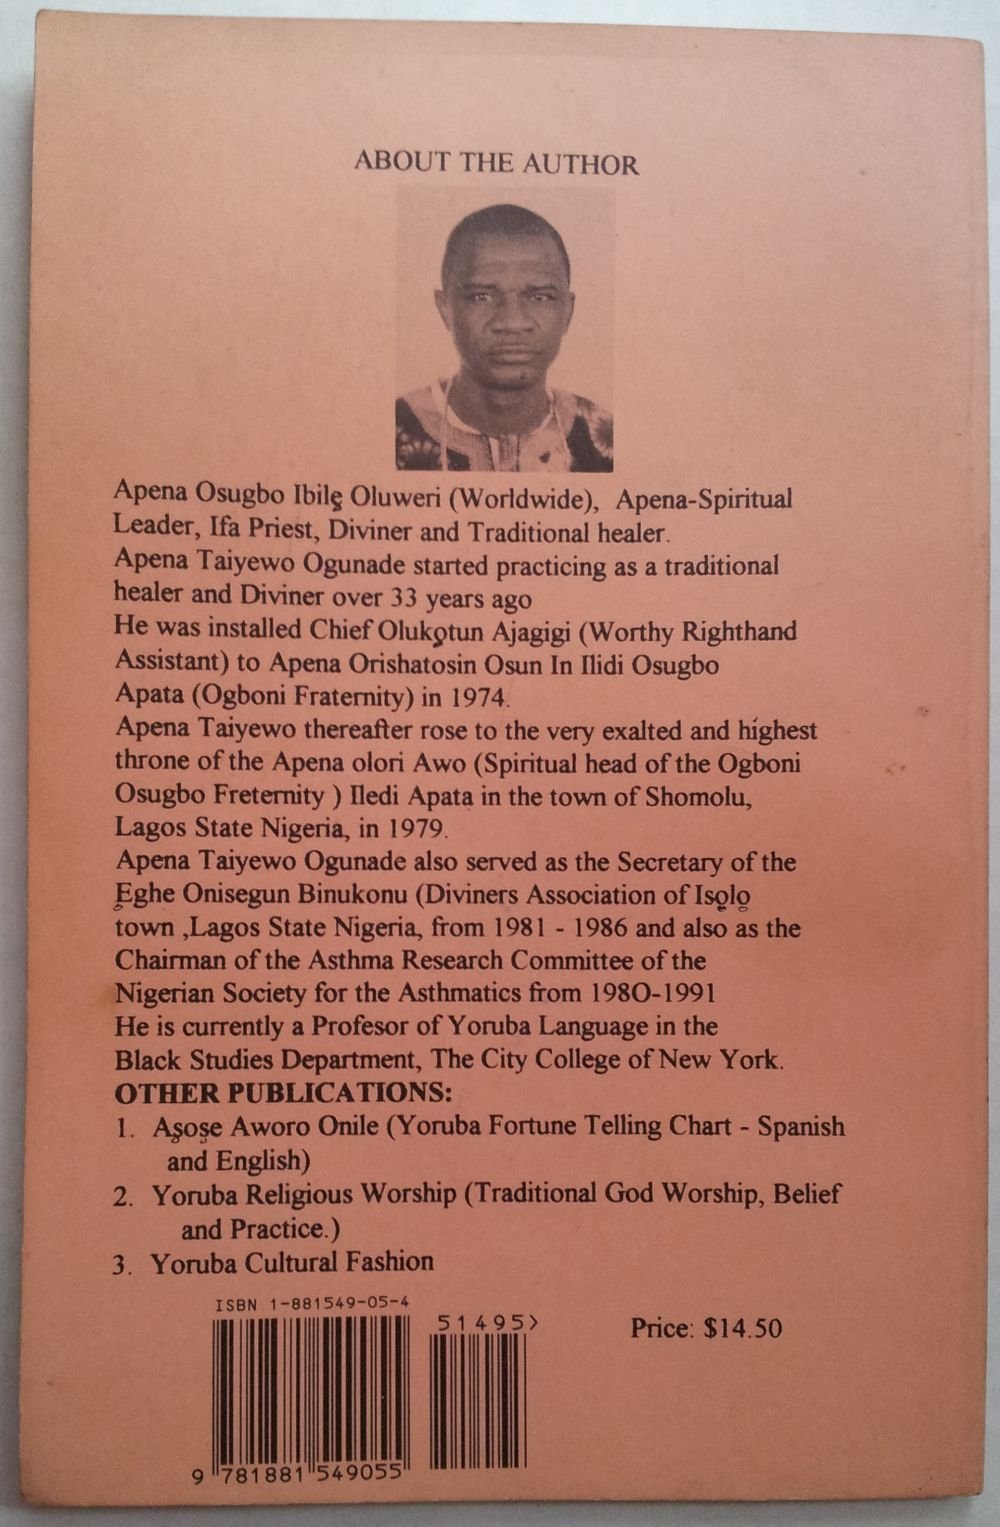 ABOUT THE AUTHOR
Apena Osugbo Ibilẹ Oluweri (Worldwide), Apena-Spiritual
Leader, Ifa Priest, Diviner and Traditional healer.
Apena Taiyewo Ogunade started practicing as a traditional
healer and Diviner over 33 years ago
He was installed Chief Olukọtun Ajagigi (Worthy Righthand
Assistant) to Apena Orishatosin Osun In Ilidi Osugbo
Apata (Ogboni Fraternity) in 1974.
Apena Taiyewo thereafter rose to the very exalted and highest
throne of the Apena olori Awo (Spiritual head of the Ogboni
Osugbo Freternity ) Iledi Apata in the town of Shomolu,
Lagos State Nigeria, in 1979.
Apena Taiyewo Ogunade also served as the Secretary of the
Ẹghe Onisegun Binukonu (Diviners Association of Isọlọ
town ,Lagos State Nigeria, from 1981 - 1986 and also as the
Chairman of the Asthma Research Committee of the
Nigerian Society for the Asthmatics from 198O-1991
He is currently a Profesor of Yoruba Language in the
Black Studies Department, The City College of New York.
OTHER PUBLICATIONS:
1. Aṣoṣe Aworo Onile (Yoruba Fortune Telling Chart - Spanish
and English)
2. Yoruba Religious Worship (Traditional God Worship, Belief
and Practice.)
3. Yoruba Cultural Fashion
ISBN 1-881549-05-4
51495>
Price: $14.50
9 781881 549055